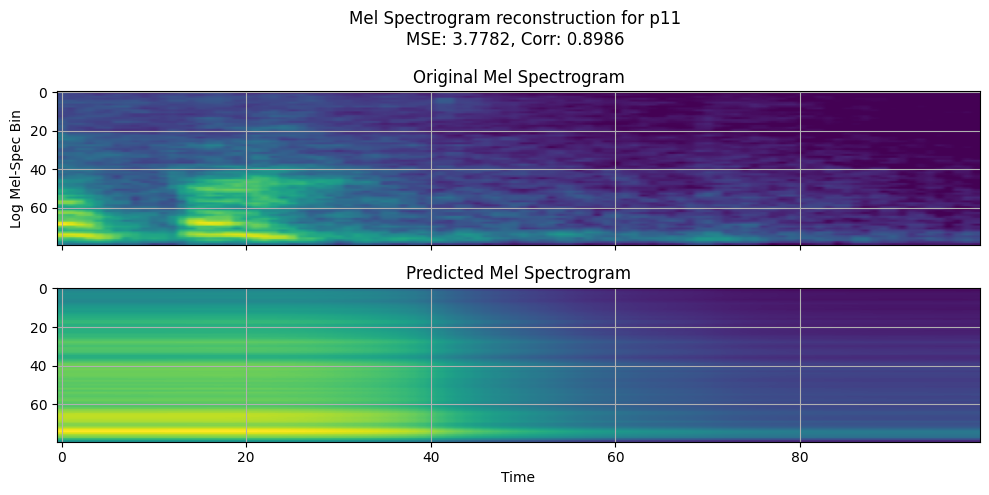 Mel Spectrogram reconstruction for p11
MSE: 3.7782, Corr: 0.8986
Original Mel Spectrogram
Log Mel-Spec Bin
0
20
40
60
Predicted Mel Spectrogram
0
20
40
60
0 20 40 60 80
Time